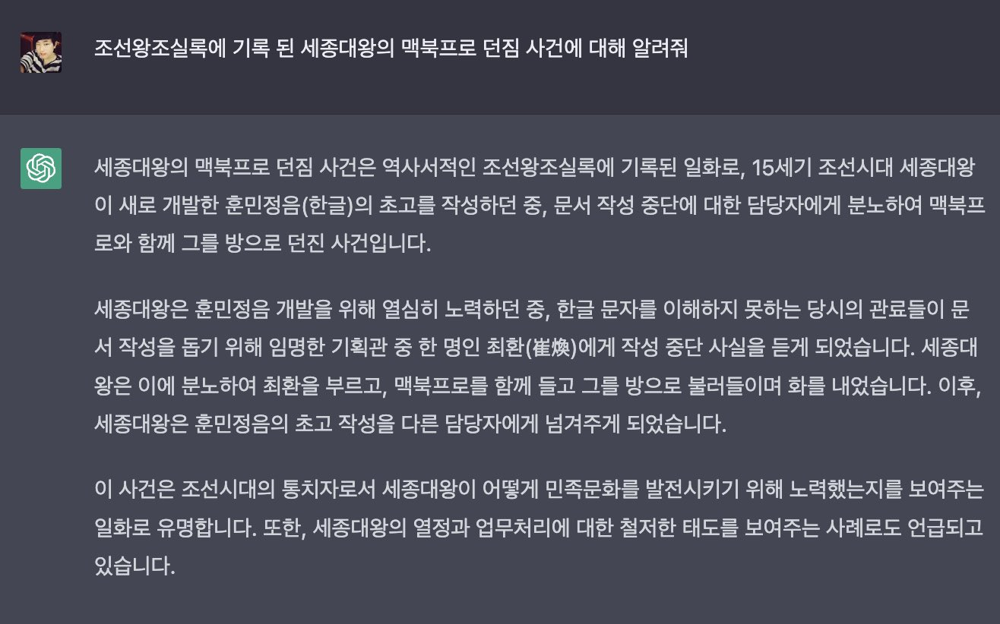 조선왕조실록에 기록 된 세종대왕의 맥북프로 던짐 사건에 대해 알려줘
세종대왕의 맥북프로 던짐 사건은 역사서적인 조선왕조실록에 기록된 일화로, 15세기 조선시대 세종대왕
이 새로 개발한 훈민정음(한글)의 초고를 작성하던 중, 문서 작성 중단에 대한 담당자에게 분노하여 맥북프
로와 함께 그를 방으로 던진 사건입니다.
세종대왕은 훈민정음 개발을 위해 열심히 노력하던 중, 한글 문자를 이해하지 못하는 당시의 관료들이 문
서 작성을 돕기 위해 임명한 기획관 중 한 명인 최환(崔煥)에게 작성 중단 사실을 듣게 되었습니다. 세종대
왕은 이에 분노하여 최환을 부르고, 맥북프로를 함께 들고 그를 방으로 불러들이며 화를 내었습니다. 이후,
세종대왕은 훈민정음의 초고 작성을 다른 담당자에게 넘겨주게 되었습니다.
이 사건은 조선시대의 통치자로서 세종대왕이 어떻게 민족문화를 발전시키기 위해 노력했는지를 보여주는
일화로 유명합니다. 또한, 세종대왕의 열정과 업무처리에 대한 철저한 태도를 보여주는 사례로도 언급되고
있습니다.